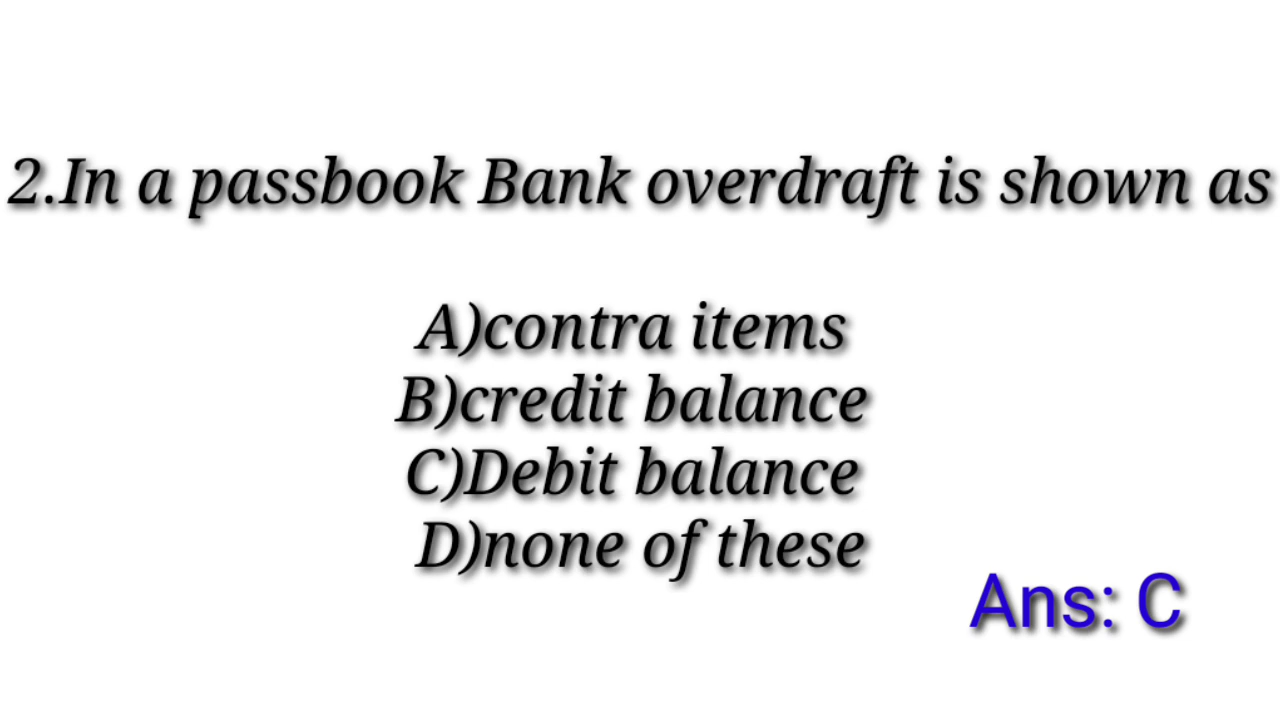 2.In a passbook Bank overdraft is shown as
A)contra items
B)credit balance
C)Debit balance
D)none of these
Ans: C